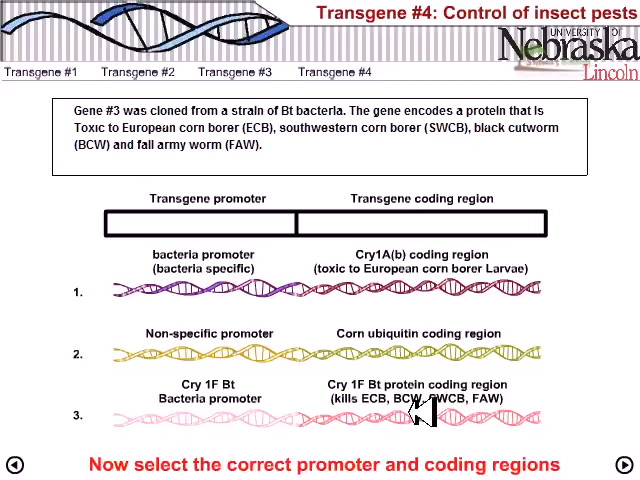 Transgene #4: Control of insect pests
UNIVERSITY OF
Nebraska
Lincoln
Transgene #1 Transgene #2 Transgene #3 Transgene #4
Gene #3 was cloned from a strain of Bt bacteria. The gene encodes a protein that is
Toxic to European corn borer (ECB), southwestern corn borer (SWCB), black cutworm
(BCW) and fall army worm (FAW).
Transgene promoter Transgene coding region
bacteria promoter Cry1A(b) coding region
(bacteria specific) (toxic to European corn borer Larvae)
1.
Non-specific promoter Corn ubiquitin coding region
2.
Cry 1F Bt Cry 1F Bt protein coding region
Bacteria promoter (kills ECB, BCW, SWCB, FAW)
3.
Now select the correct promoter and coding regions